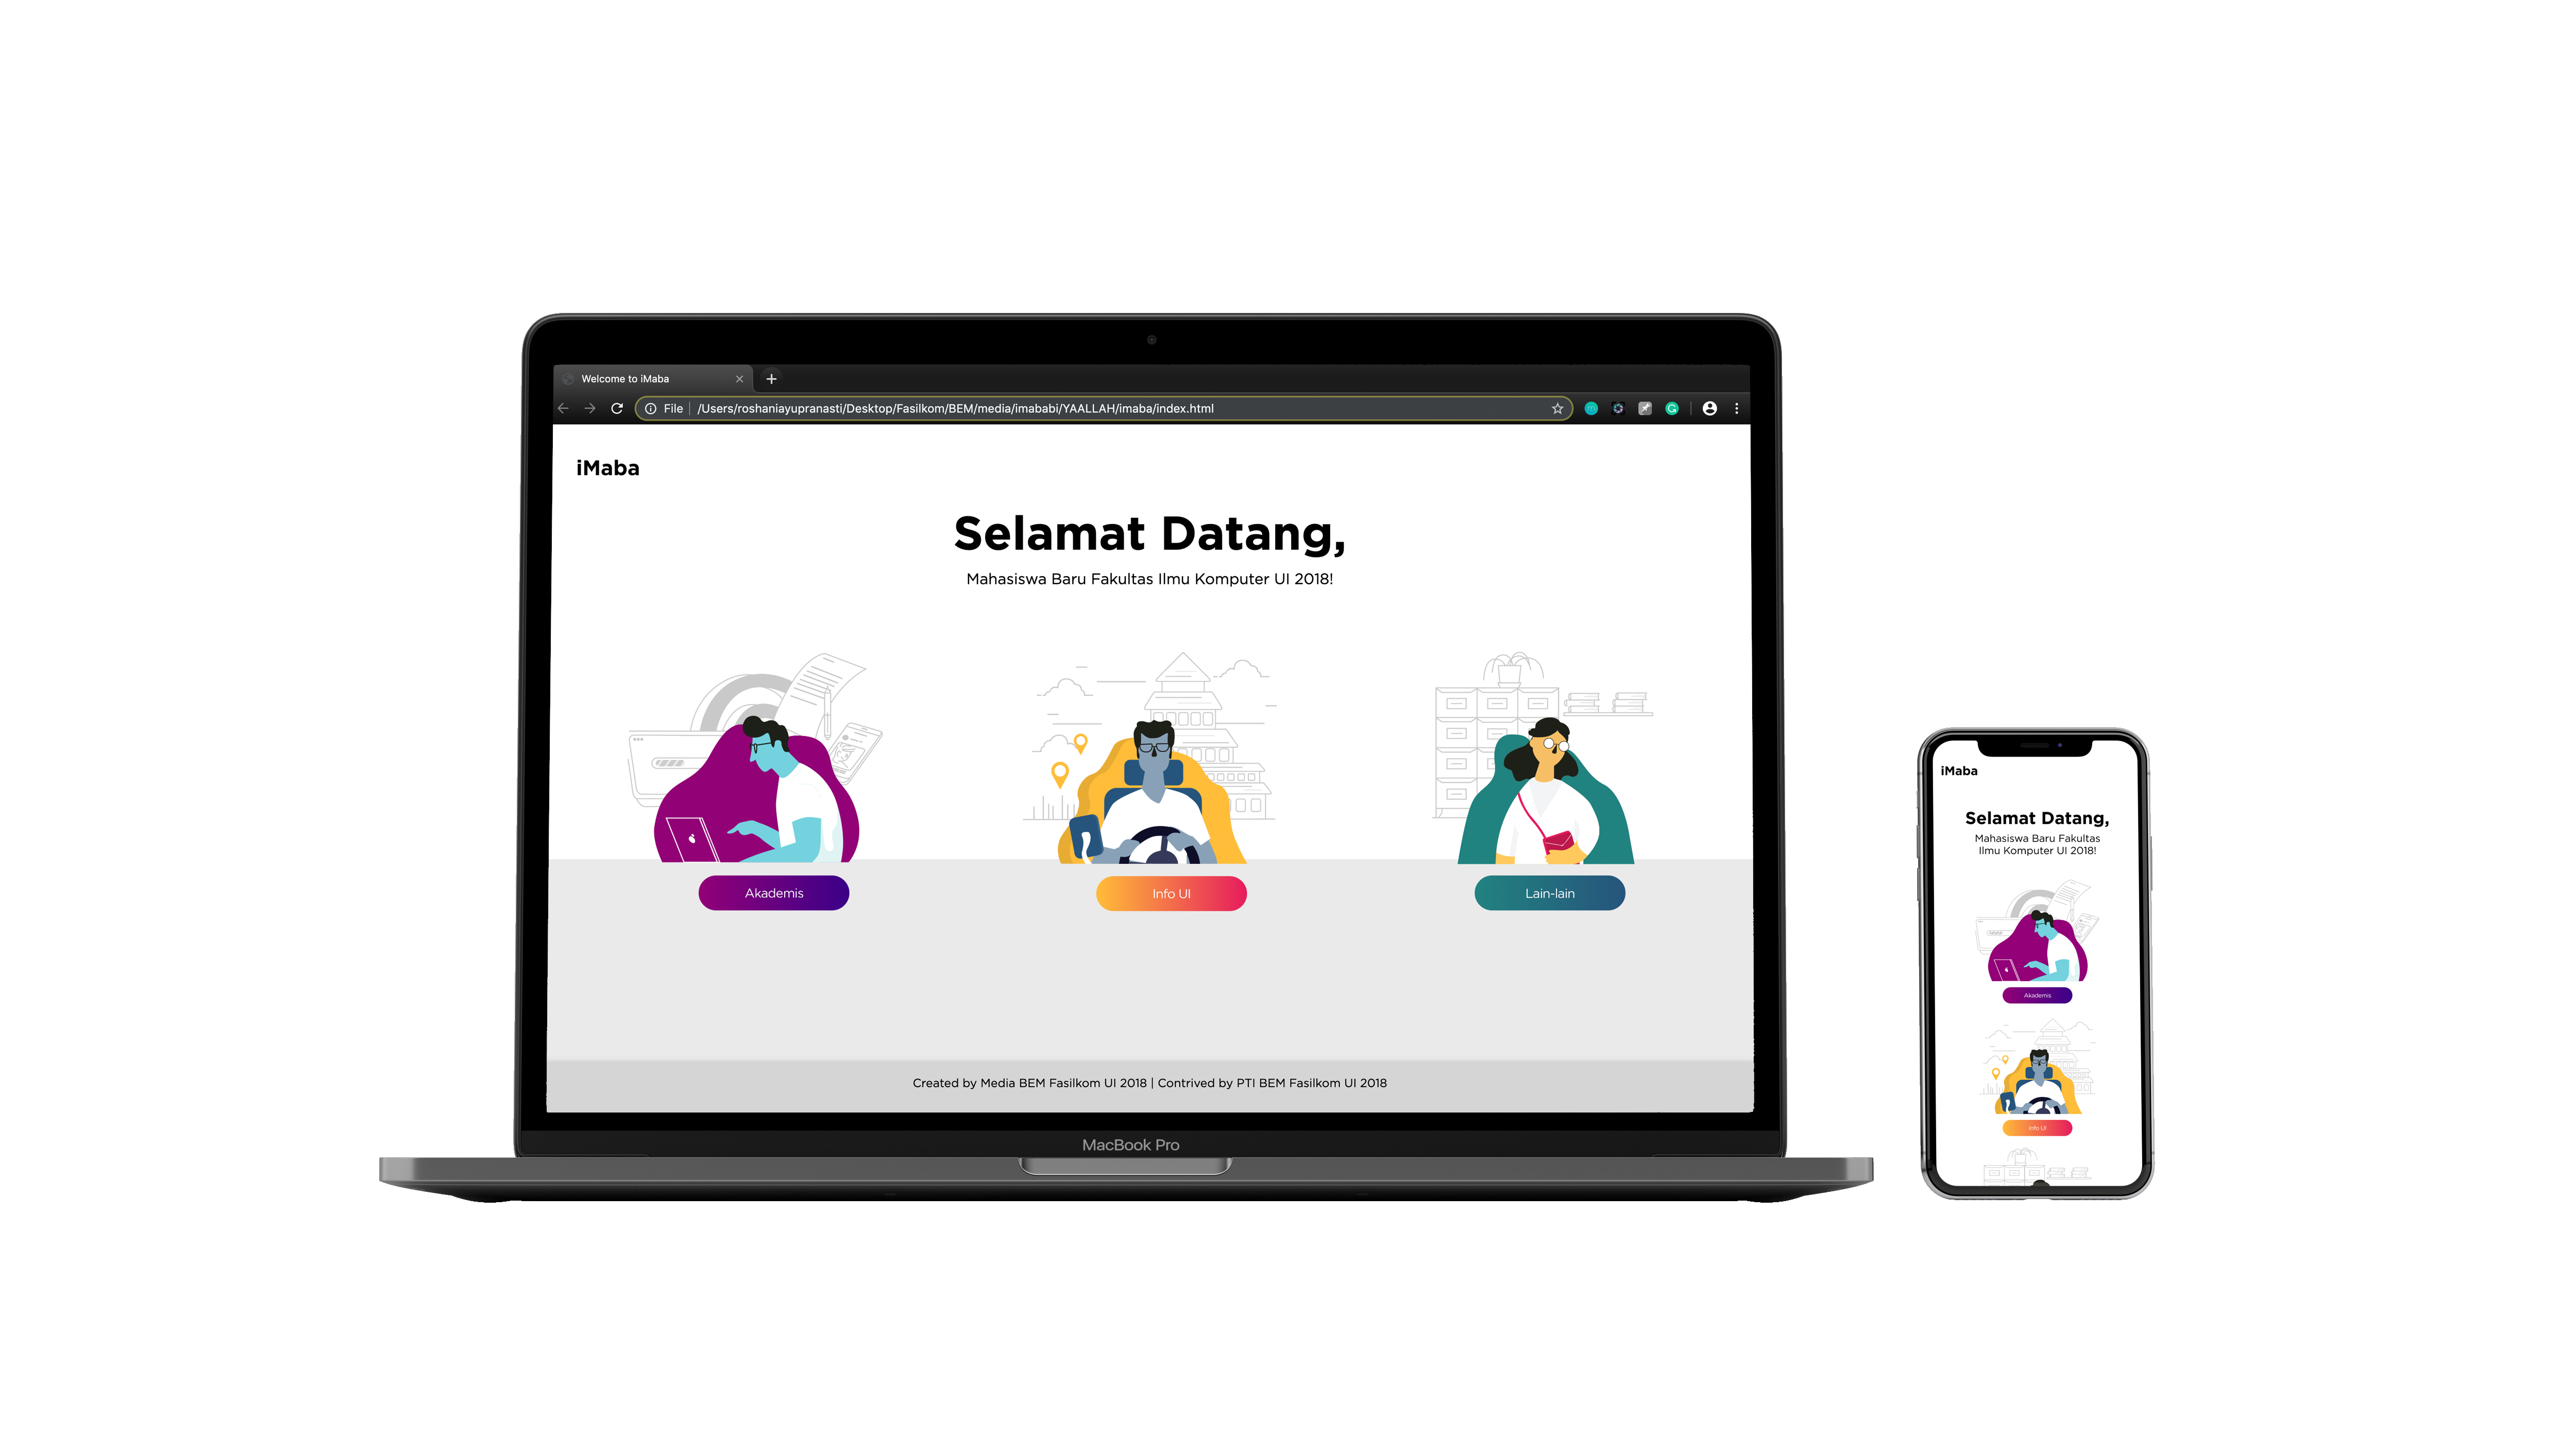 Welcome to iMaba
File | /Users/roshaniayupranasti/Desktop/Fasilkom/BEM/media/imababi/YAALLAH/imaba/index.html
iMaba
Selamat Datang,
Mahasiswa Baru Fakultas Ilmu Komputer UI 2018!
Akademis
Info UI
Lain-lain
Created by Media BEM Fasilkom UI 2018 | Contrived by PTI BEM Fasilkom UI 2018
MacBook Pro
iMaba
Selamat Datang,
Mahasiswa Baru Fakultas
Ilmu Komputer UI 2018!
Akademis
Info UI